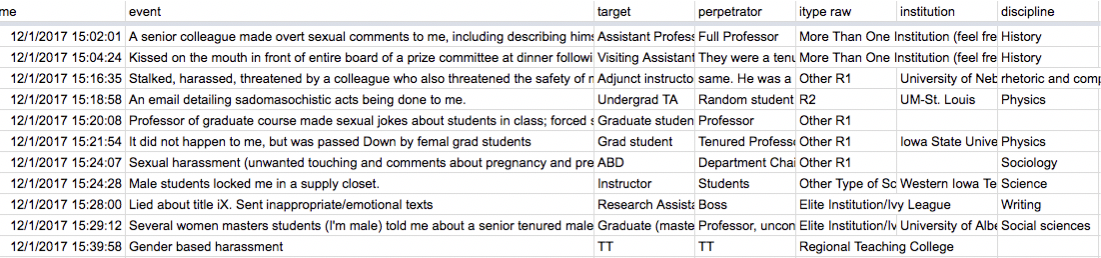 me event target perpetrator itype raw institution discipline
12/1/2017 15:02:01 A senior colleague made overt sexual comments to me, including describing hims Assistant Profess Full Professor More Than One Institution (feel fre History
12/1/2017 15:04:24 Kissed on the mouth in front of entire board of a prize committee at dinner followi Visiting Assistant They were a tenu More Than One Institution (feel fre History
12/1/2017 15:16:35 Stalked, harassed, threatened by a colleague who also threatened the safety of m Adjunct instructo same. He was a Other R1 University of Neb rhetoric and comp
12/1/2017 15:18:58 An email detailing sadomasochistic acts being done to me. Undergrad TA Random student R2 UM-St. Louis Physics
12/1/2017 15:20:08 Professor of graduate course made sexual jokes about students in class; forced s Graduate studen Professor Other R1
12/1/2017 15:21:54 It did not happen to me, but was passed Down by femal grad students Grad student Tenured Profess Other R1 Iowa State Unive Physics
12/1/2017 15:24:07 Sexual harassment (unwanted touching and comments about pregnancy and pre ABD Department Chai Other R1 Sociology
12/1/2017 15:24:28 Male students locked me in a supply closet. Instructor Students Other Type of Sc Western Iowa Te Science
12/1/2017 15:28:00 Lied about title iX. Sent inappropriate/emotional texts Research Assista Boss Elite Institution/Ivy League Writing
12/1/2017 15:29:12 Several women masters students (I'm male) told me about a senior tenured male Graduate (maste Professor, uncon Elite Institution/Iv University of Albe Social sciences
12/1/2017 15:39:58 Gender based harassment TT TT Regional Teaching College